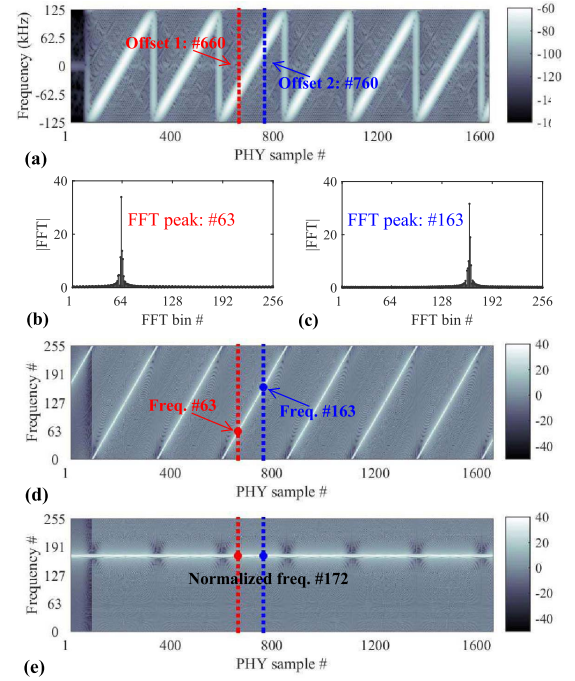 125
62.5
0
-62.5
-125
Frequency (kHz)
Offset 1: #660
Offset 2: #760
-60
-80
-100
-120
-140
-16
1
400
800
1200
1600
PHY sample #
(a)
40
20
0
|FFT|
FFT peak: #63
1
64
128
192
256
FFT bin #
(b)
40
20
0
|FFT|
FFT peak: #163
1
64
128
192
256
FFT bin #
(c)
255
191
127
63
0
Frequency #
Freq. #63
Freq. #163
40
20
0
-20
-40
1
400
800
1200
1600
PHY sample #
(d)
255
191
127
63
0
Frequency #
Normalized freq. #172
40
20
0
-20
-40
1
400
800
1200
1600
PHY sample #
(e)